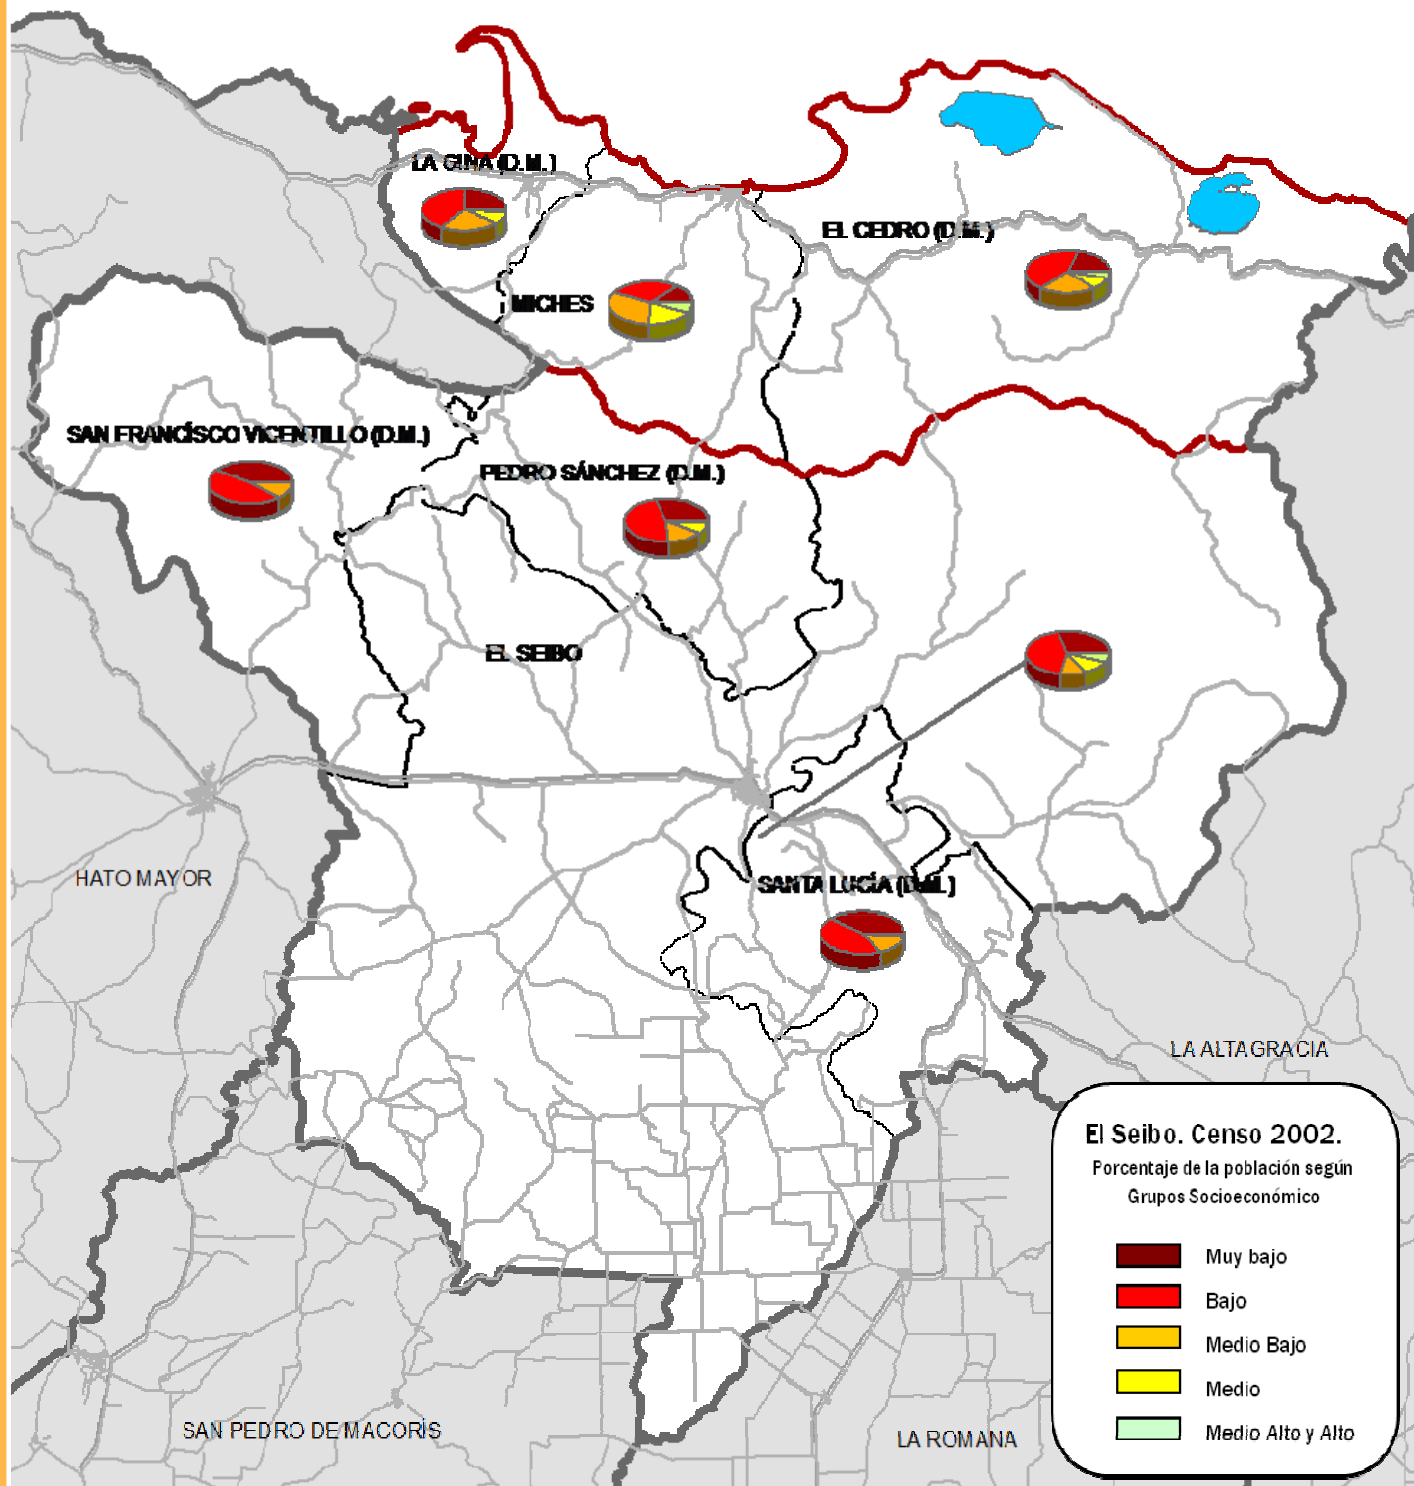 LA GINA (D.M.)
EL CEDRO (D.M.)
MICHES
SAN FRANCÍSCO VICENTILLO (D.M.)
PEDRO SÁNCHEZ (D.M.)
EL SEIBO
HATO MAYOR
SANTA LUCÍA (D.M.)
LA ALTAGRACIA
El Seibo. Censo 2002.
Porcentaje de la población según
Grupos Socioeconómico
Muy bajo
Bajo
Medio Bajo
Medio
Medio Alto y Alto
SAN PEDRO DE MACORÍS
LA ROMANA